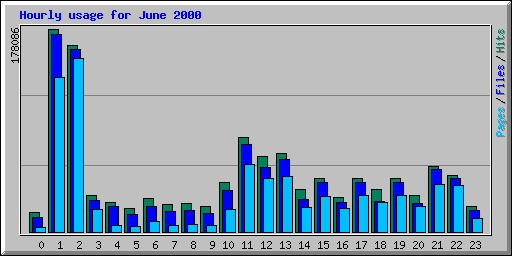 Hourly usage for June 2000
178086
Pages/Files/Hits
0 1 2 3 4 5 6 7 8 9 10 11 12 13 14 15 16 17 18 19 20 21 22 23